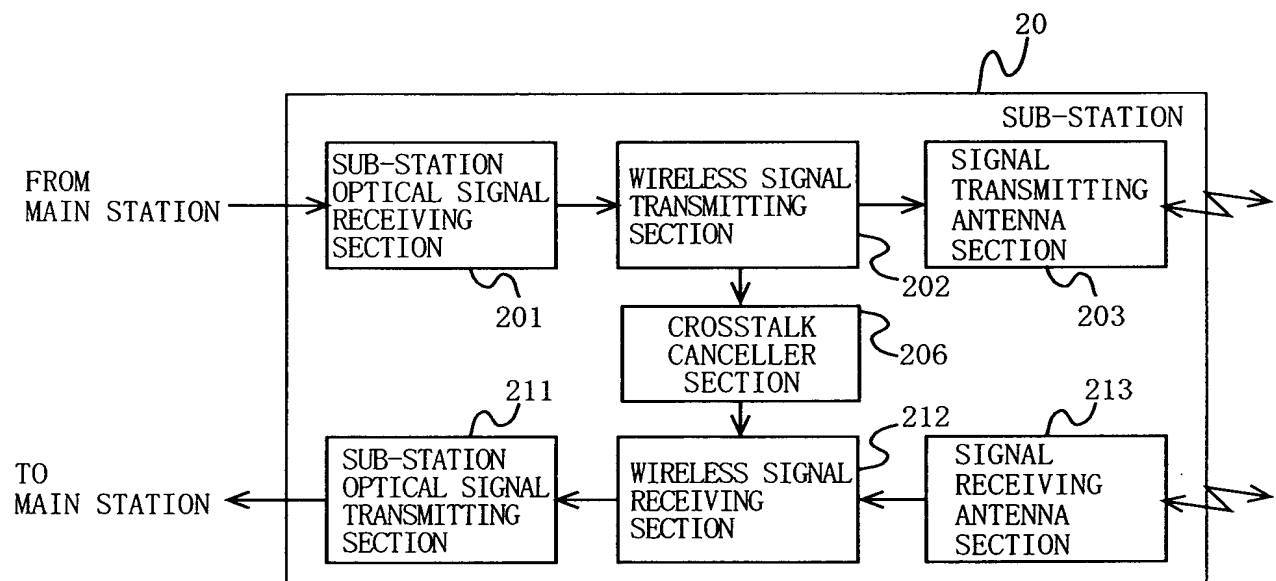 20
SUB-STATION
FROM
MAIN STATION
SUB-STATION
OPTICAL SIGNAL
RECEIVING
SECTION
WIRELESS SIGNAL
TRANSMITTING
SECTION
SIGNAL
TRANSMITTING
ANTENNA
SECTION
201
202
203
CROSSTALK
CANCELLER
SECTION
206
211
212
213
TO
MAIN STATION
SUB-STATION
OPTICAL SIGNAL
TRANSMITTING
SECTION
WIRELESS SIGNAL
RECEIVING
SECTION
SIGNAL
RECEIVING
ANTENNA
SECTION